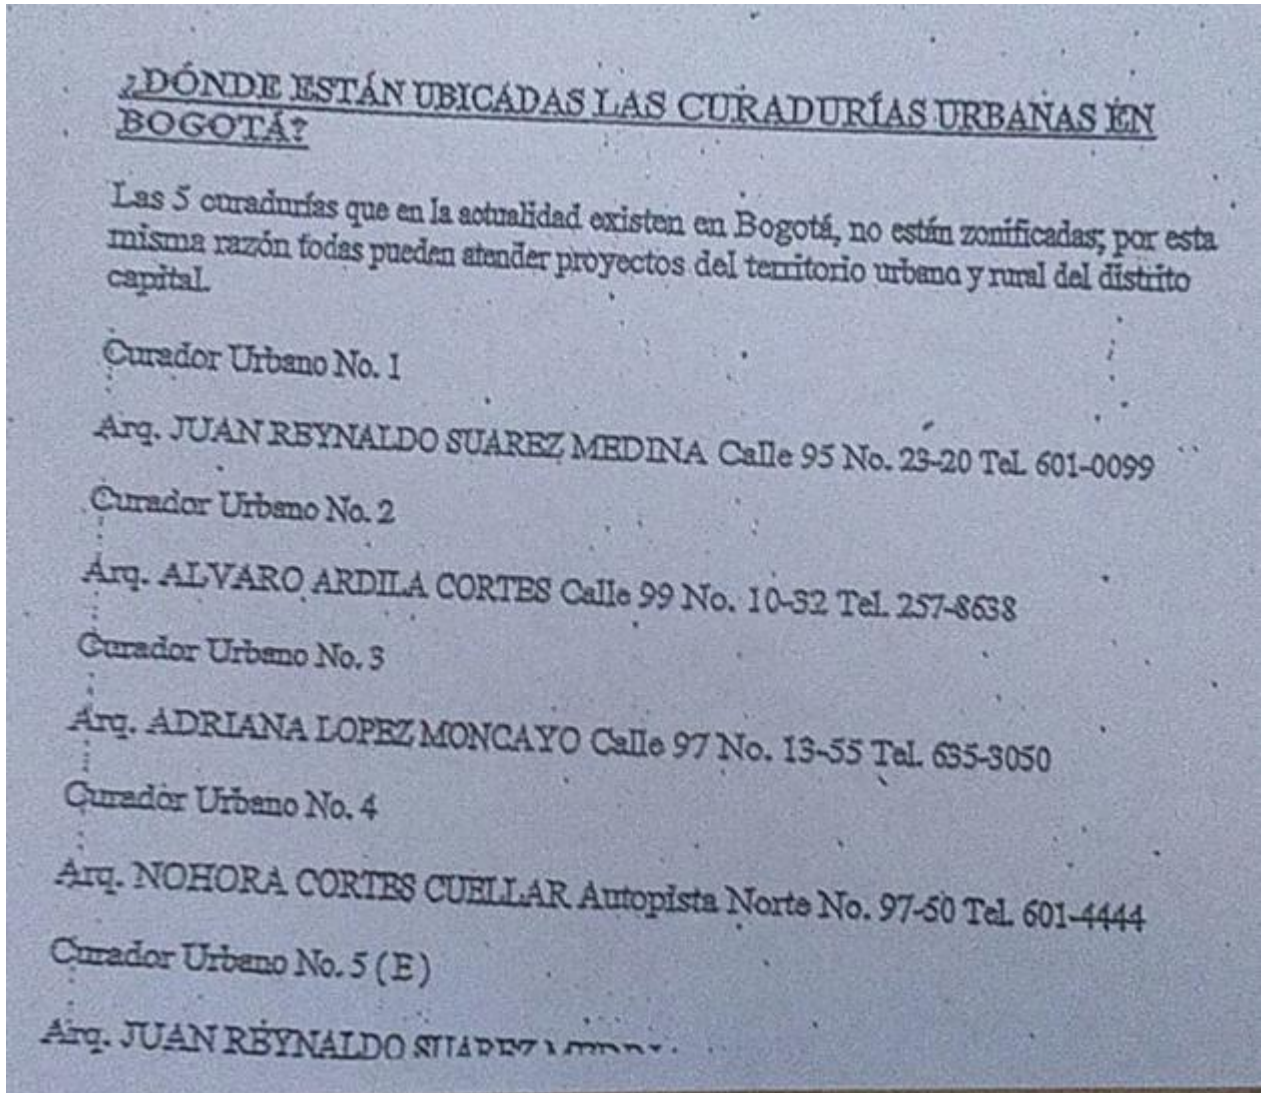 ¿DÓNDE ESTÁN UBICADAS LAS CURADURÍAS URBANAS EN
BOGOTÁ?
Las 5 curadurías que en la actualidad existen en Bogotá, no están zonificadas; por esta
misma razón todas pueden atender proyectos del territorio urbano y rural del distrito
capital.
Curador Urbano No. 1
Arq. JUAN REYNALDO SUAREZ MEDINA Calle 95 No. 23-20 Tel. 601-0099
Curador Urbano No. 2
Arq. ALVARO ARDILA CORTES Calle 99 No. 10-32 Tel. 257-8638
Curador Urbano No. 3
Arq. ADRIANA LOPEZ MONCAYO Calle 97 No. 13-55 Tel. 635-3050
Curador Urbano No. 4
Arq. NOHORA CORTES CUELLAR Autopista Norte No. 97-50 Tel. 601-4444
Curador Urbano No. 5 (E)
Arq. JUAN REYNALDO SUAREZ